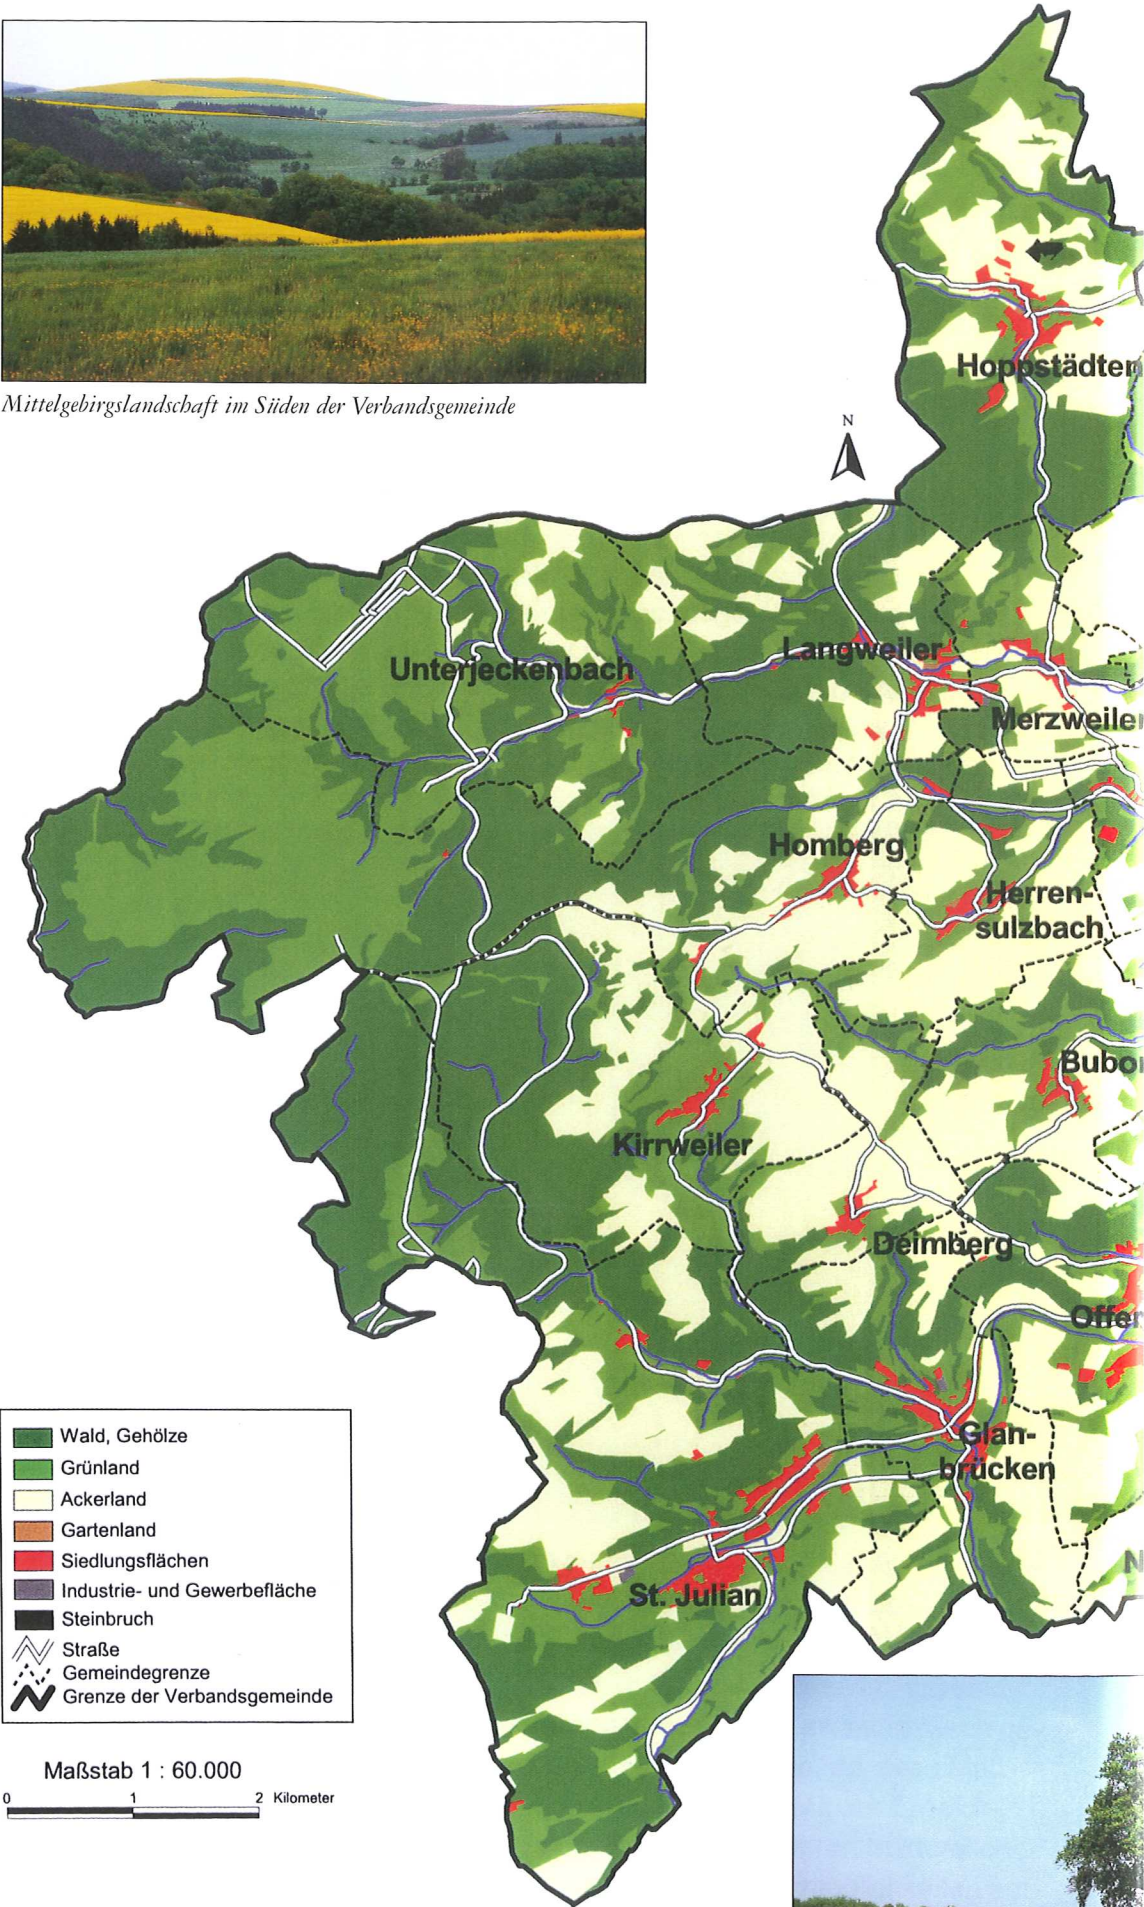 Mittelgebirgslandschaft im Süden der Verbandsgemeinde
N
Hoppstädten
Unterjeckenbach
Langweiler
Merzweiler
Homberg
Herren-
sulzbach
Kirrweiler
Deimberg
Glan-
brücken
St. Julian
Wald, Gehölze
Grünland
Ackerland
Gartenland
Siedlungsflächen
Industrie- und Gewerbefläche
Steinbruch
Straße
Gemeindegrenze
Grenze der Verbandsgemeinde
Maßstab 1 : 60.000
0 1 2 Kilometer